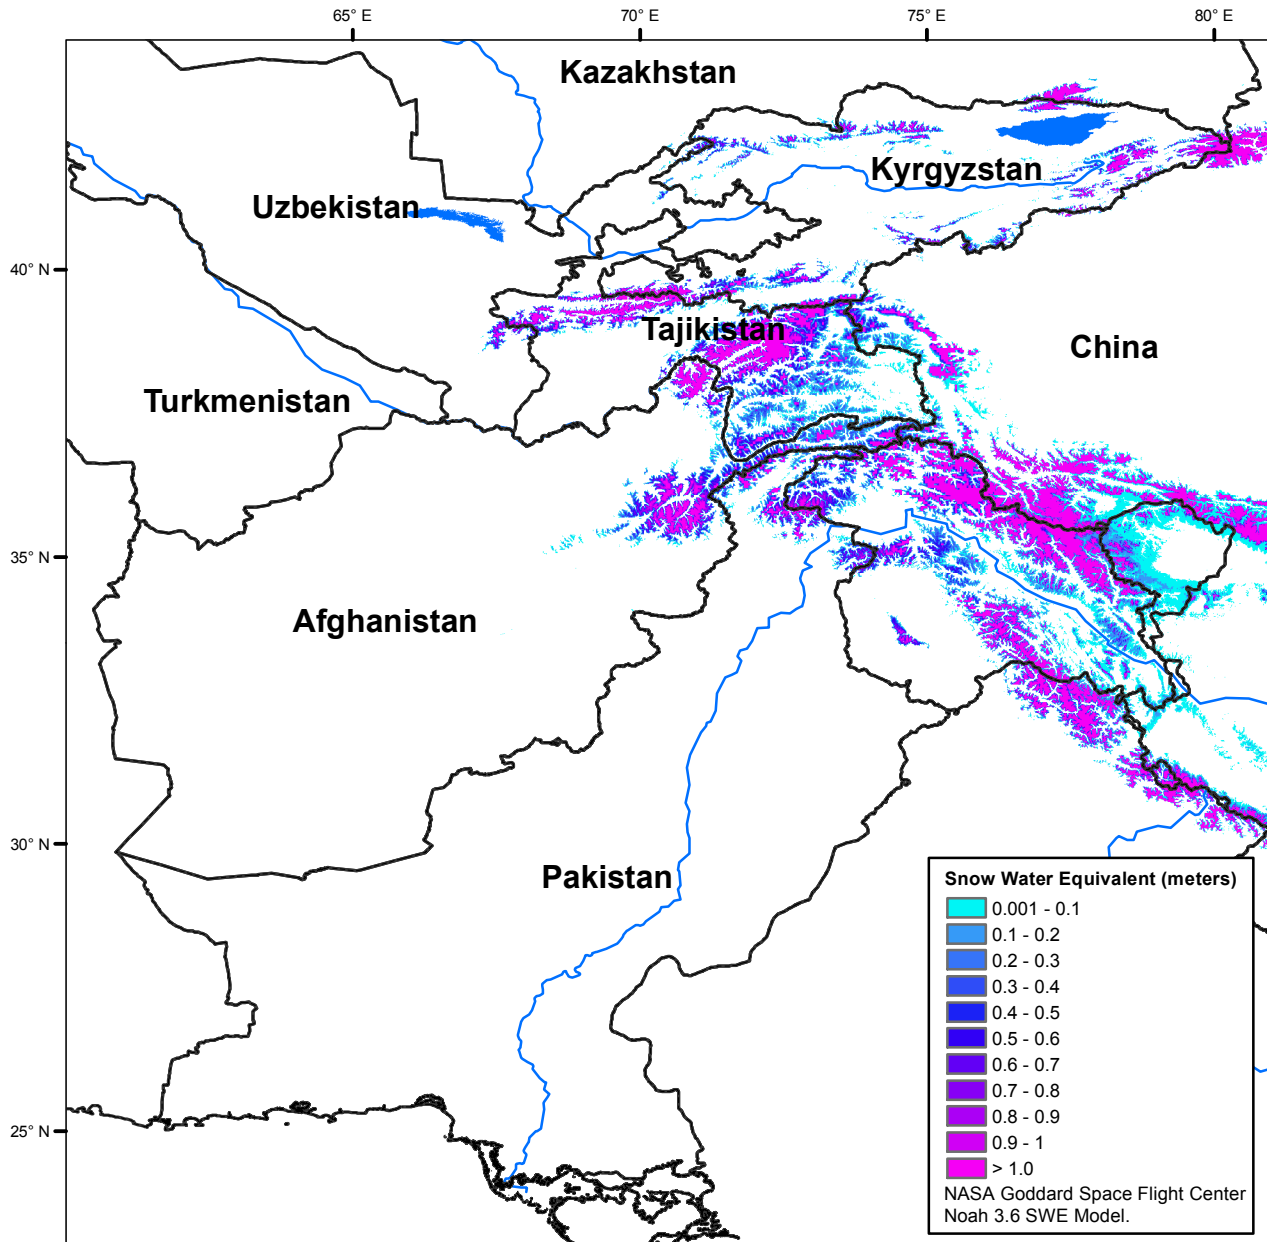 65° E
70° E
75° E
80° E
Kazakhstan
Kyrgyzstan
Uzbekistan
40° N
Tajikistan
China
Turkmenistan
35° N
Afghanistan
30° N
Pakistan
Snow Water Equivalent (meters)
0.001 - 0.1
0.1 - 0.2
0.2 - 0.3
0.3 - 0.4
0.4 - 0.5
0.5 - 0.6
0.6 - 0.7
0.7 - 0.8
0.8 - 0.9
0.9 - 1
> 1.0
NASA Goddard Space Flight Center
Noah 3.6 SWE Model.
25° N